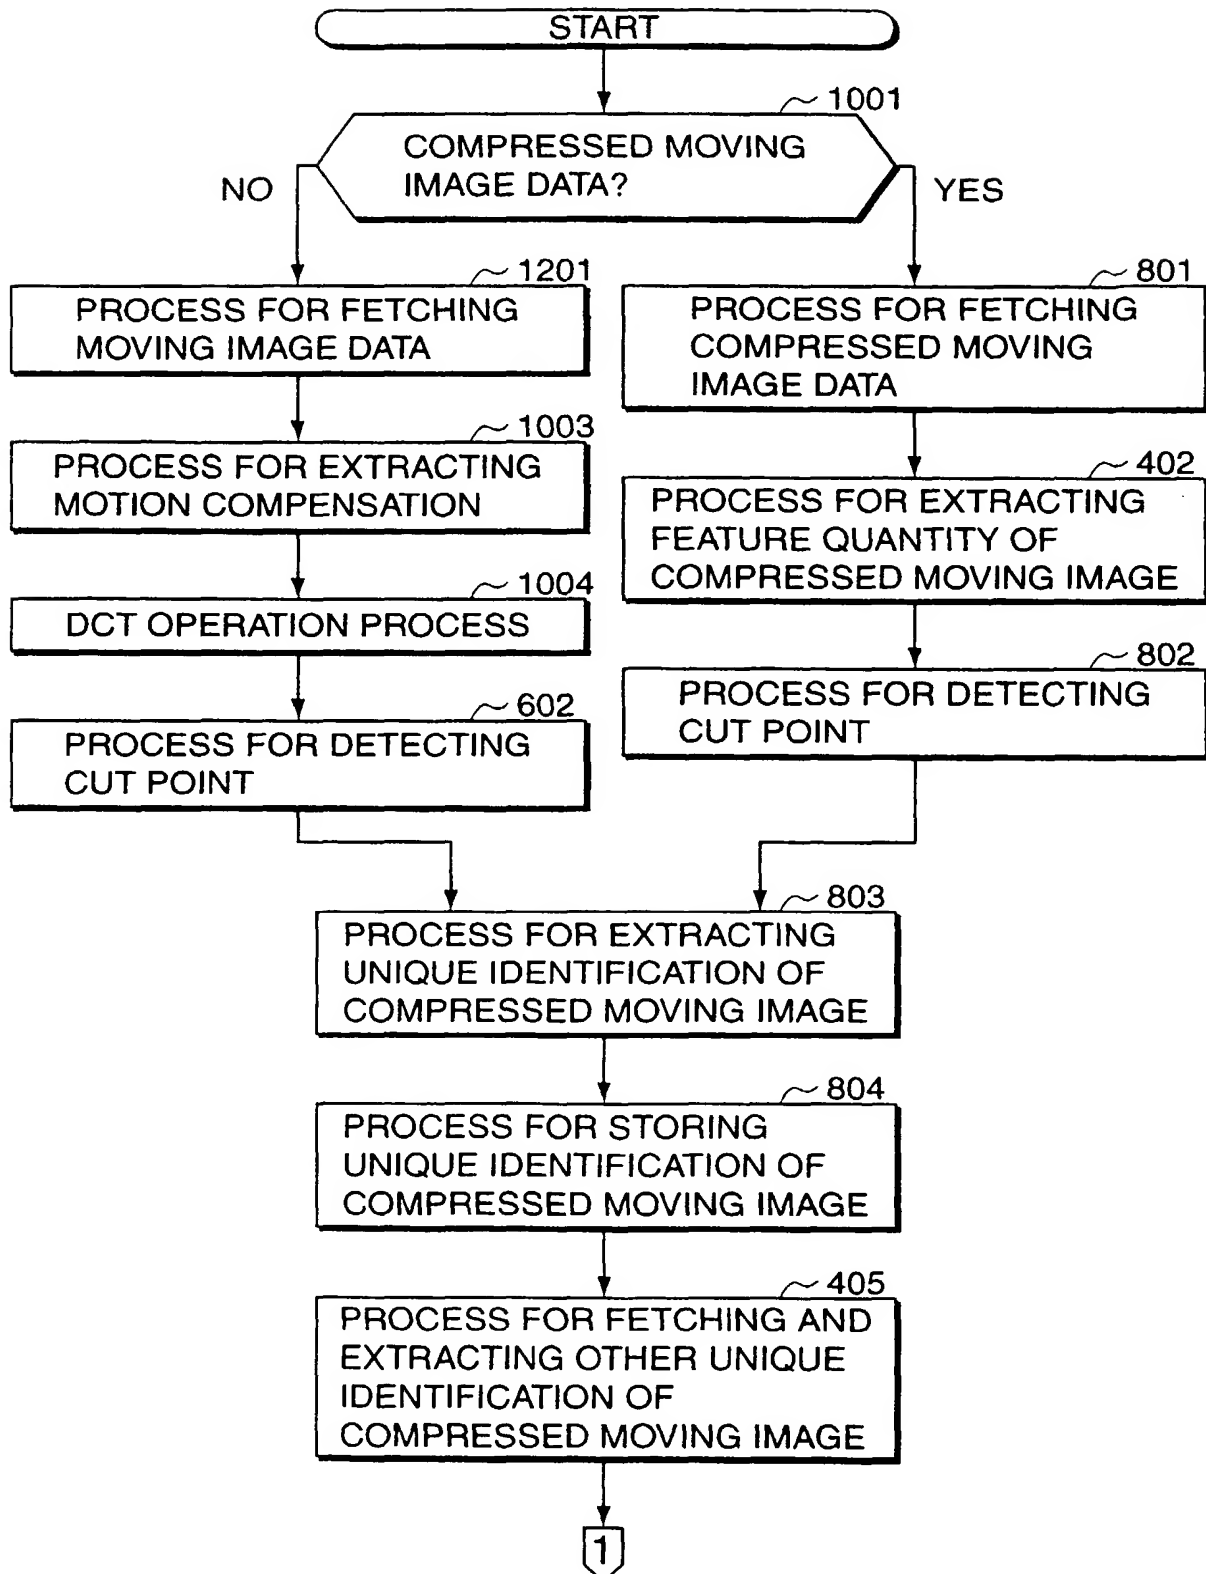 START
1001
COMPRESSED MOVING
IMAGE DATA?
NO
YES
1201
PROCESS FOR FETCHING
MOVING IMAGE DATA
1003
PROCESS FOR EXTRACTING
MOTION COMPENSATION
1004
DCT OPERATION PROCESS
602
PROCESS FOR DETECTING
CUT POINT
801
PROCESS FOR FETCHING
COMPRESSED MOVING
IMAGE DATA
402
PROCESS FOR EXTRACTING
FEATURE QUANTITY OF
COMPRESSED MOVING IMAGE
802
PROCESS FOR DETECTING
CUT POINT
803
PROCESS FOR EXTRACTING
UNIQUE IDENTIFICATION OF
COMPRESSED MOVING IMAGE
804
PROCESS FOR STORING
UNIQUE IDENTIFICATION OF
COMPRESSED MOVING IMAGE
405
PROCESS FOR FETCHING AND
EXTRACTING OTHER UNIQUE
IDENTIFICATION OF
COMPRESSED MOVING IMAGE
1